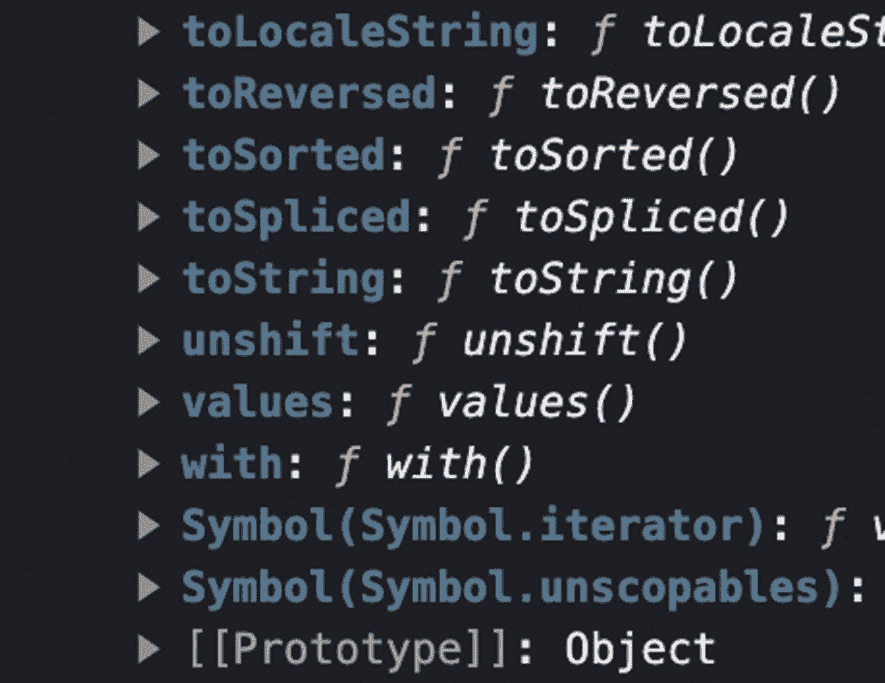 toLocaleString: ƒ toLocaleSt
toReversed: ƒ toReversed()
toSorted: ƒ toSorted()
toSpliced: ƒ toSpliced()
toString: ƒ toString()
unshift: ƒ unshift()
values: ƒ values()
with: ƒ with()
Symbol(Symbol.iterator): ƒ v
Symbol(Symbol.unscopables):
[[Prototype]]: Object